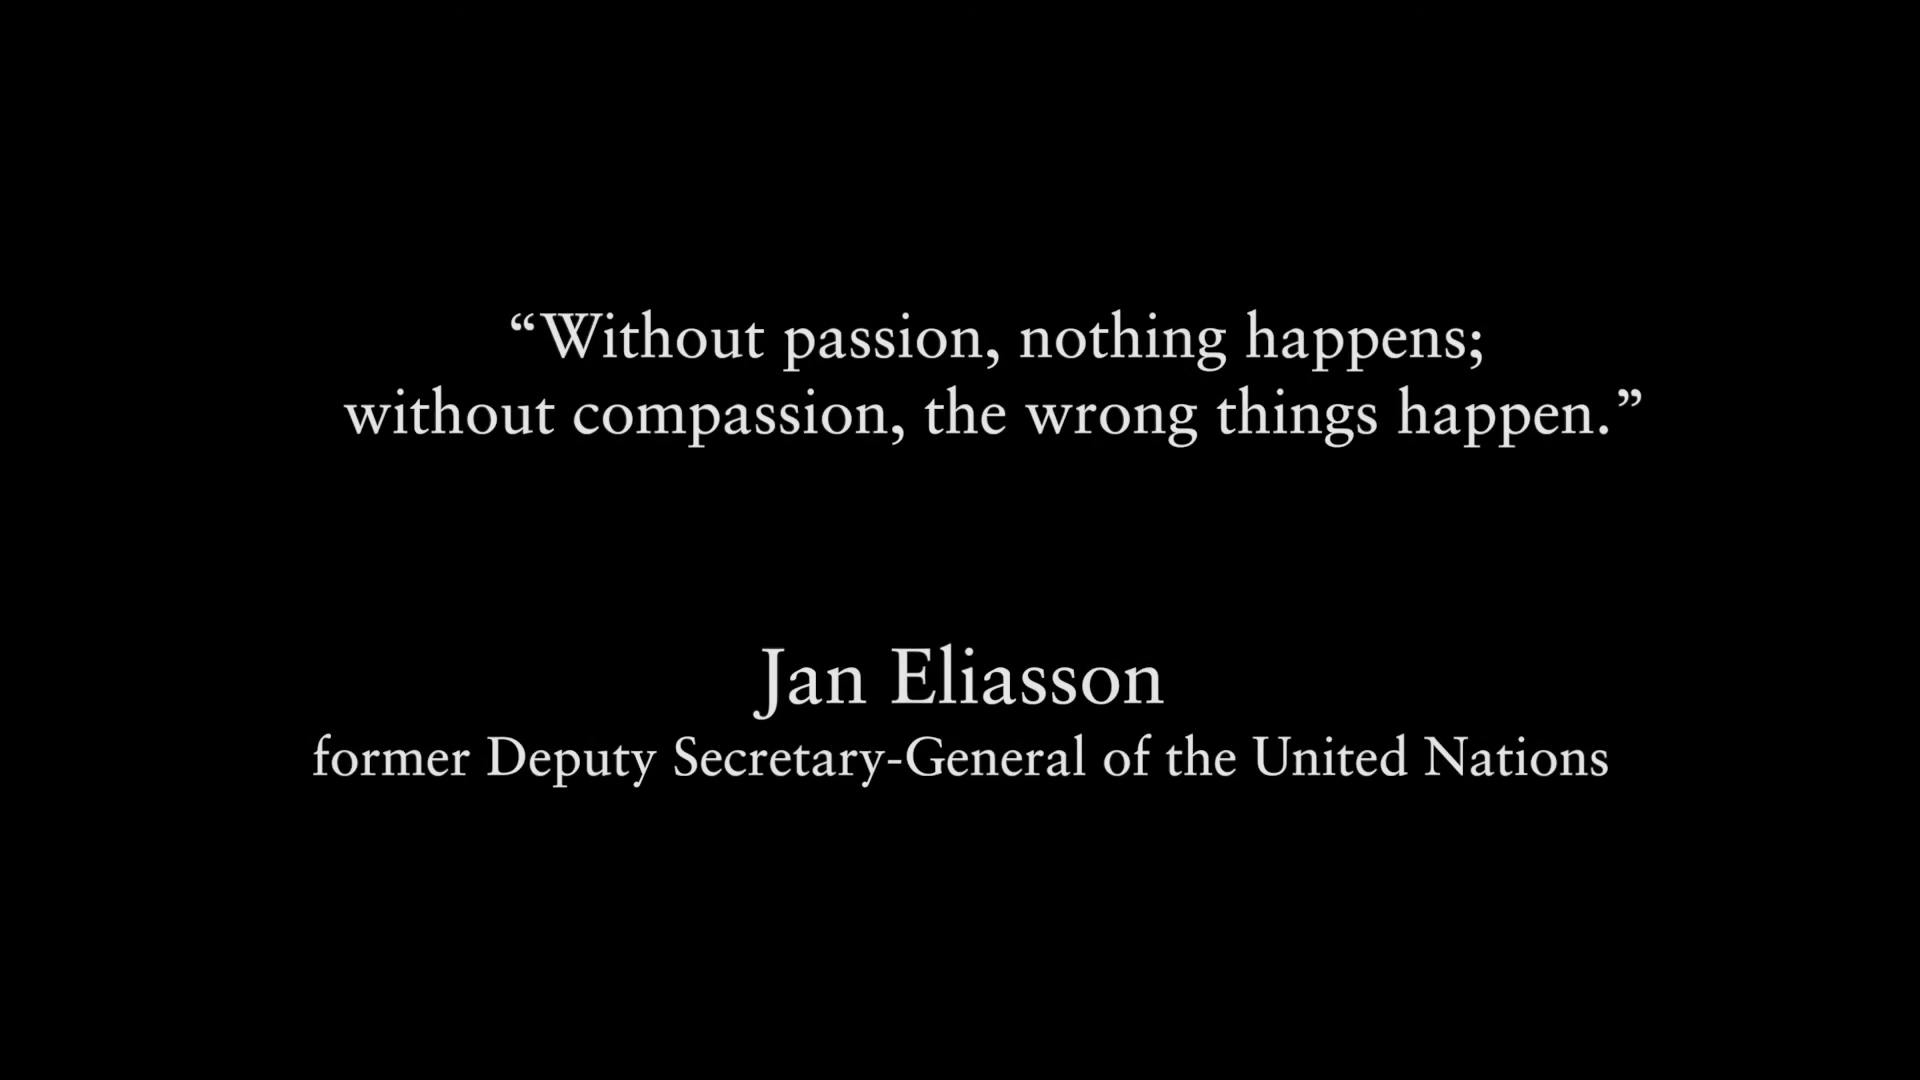 “Without passion, nothing happens;
without compassion, the wrong things happen.”
Jan Eliasson
former Deputy Secretary-General of the United Nations